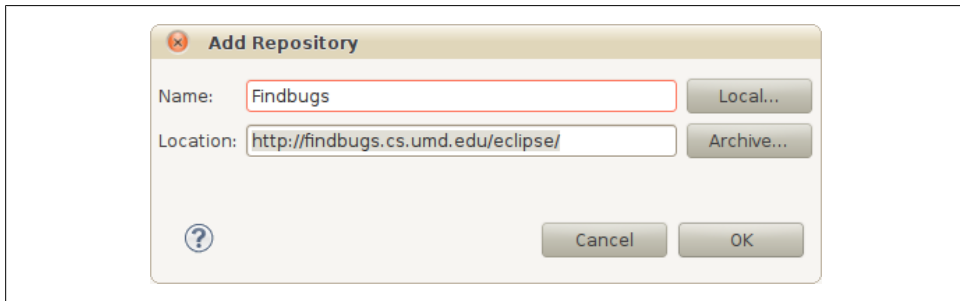 Add Repository
Name: Findbugs Local...
Location: http://findbugs.cs.umd.edu/eclipse/ Archive...
? Cancel OK